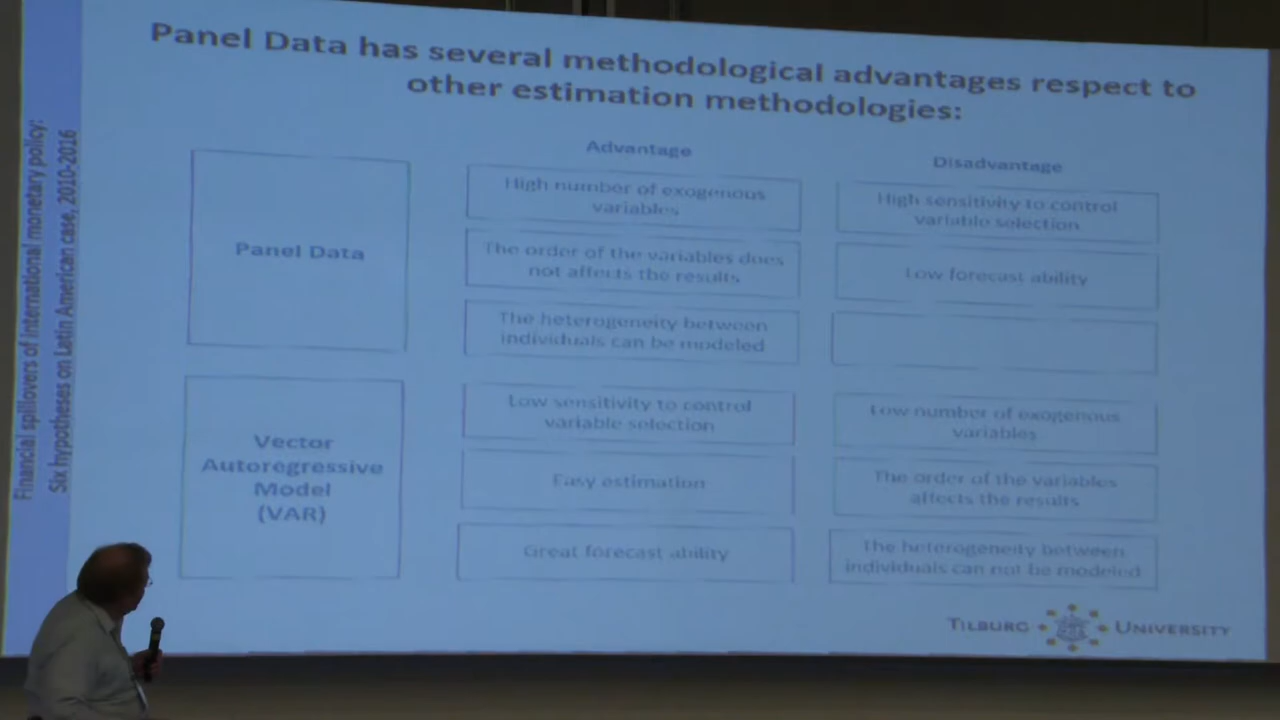 Panel Data has several methodological advantages respect to
other estimation methodologies:
Financial spillovers of international monetary policy:
Six hypotheses on Latin American case, 2010-2016
Advantage
Disadvantage
Panel Data
High number of exogenous
variables
High sensitivity to control
variable selection
The order of the variables does
not affects the results
Low forecast ability
The heterogeneity between
individuals can be modeled
Vector
Autoregressive
Model
(VAR)
Low sensitivity to control
variable selection
Low number of exogenous
variables
Easy estimation
The order of the variables
affects the results
Great forecast ability
The heterogeneity between
individuals can not be modeled
TILBURG UNIVERSITY